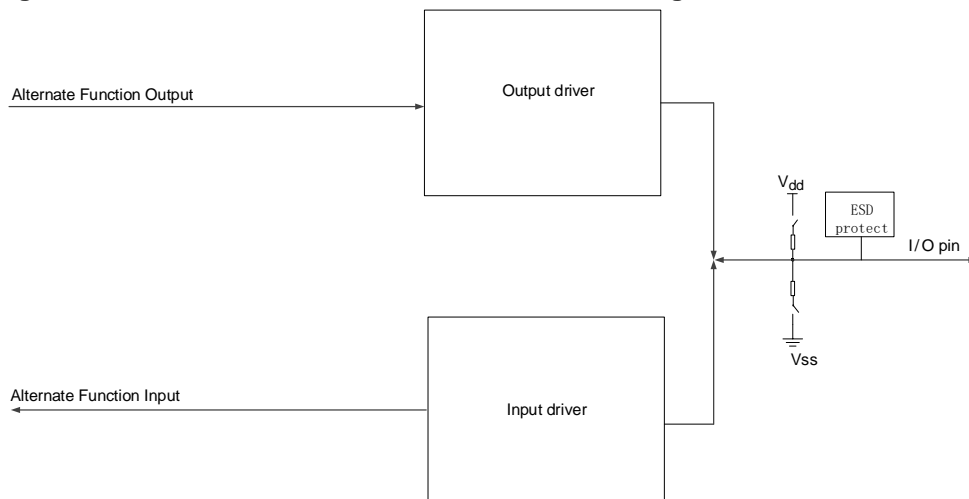 Output driver
Alternate Function Output
Vdd
ESD
protect
I/O pin
Vss
Alternate Function Input
Input driver